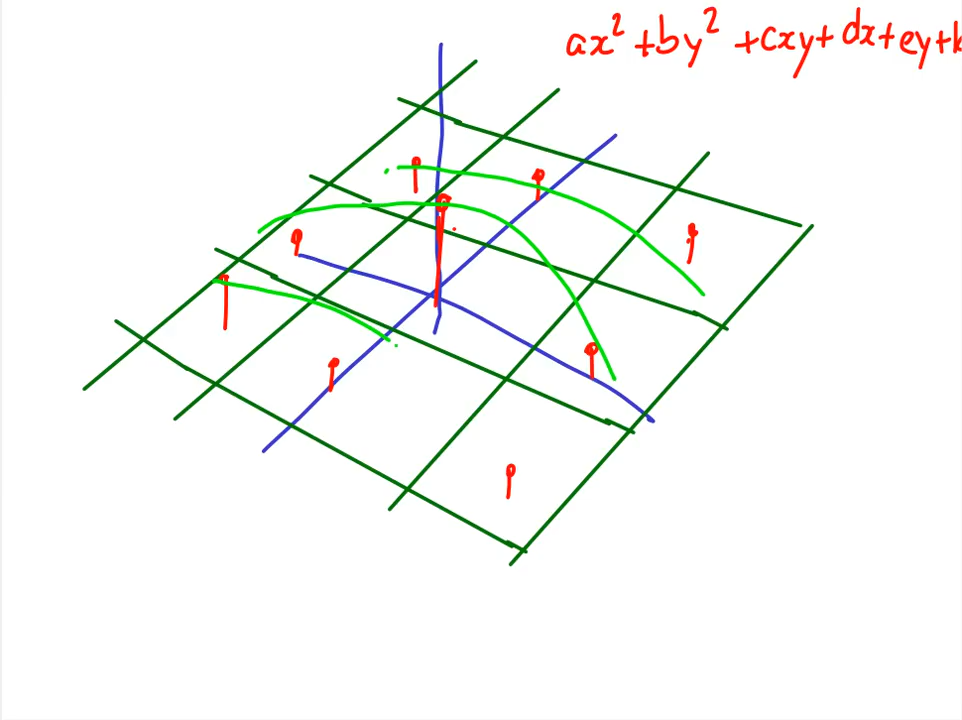 ax² + by² + cxy + dx + ey + k